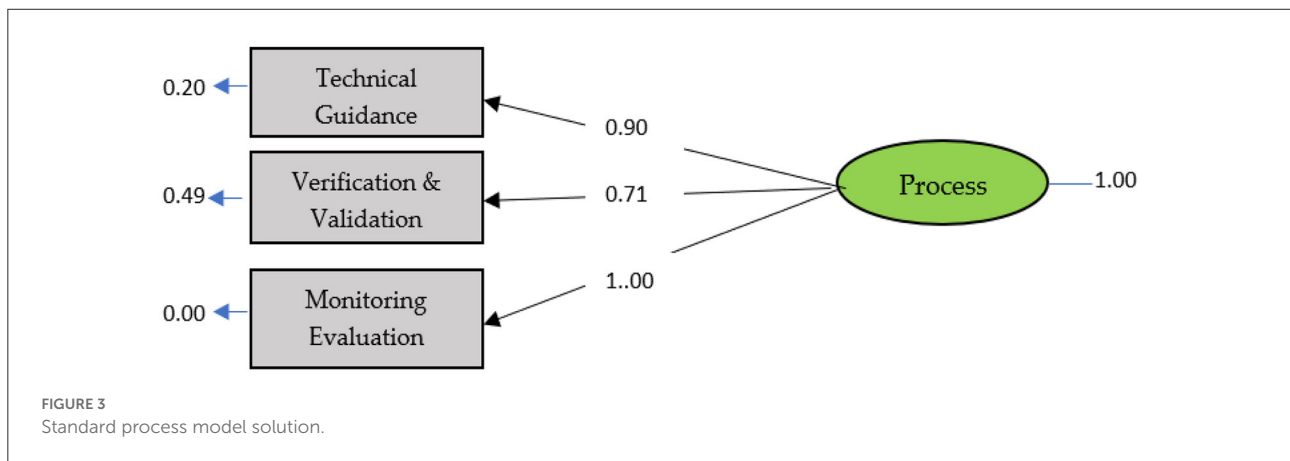 Technical
Guidance
0.20
0.90
Verification &
Validation
0.49
0.71
Process
1.00
1..00
Monitoring
Evaluation
0.00
FIGURE 3
Standard process model solution.